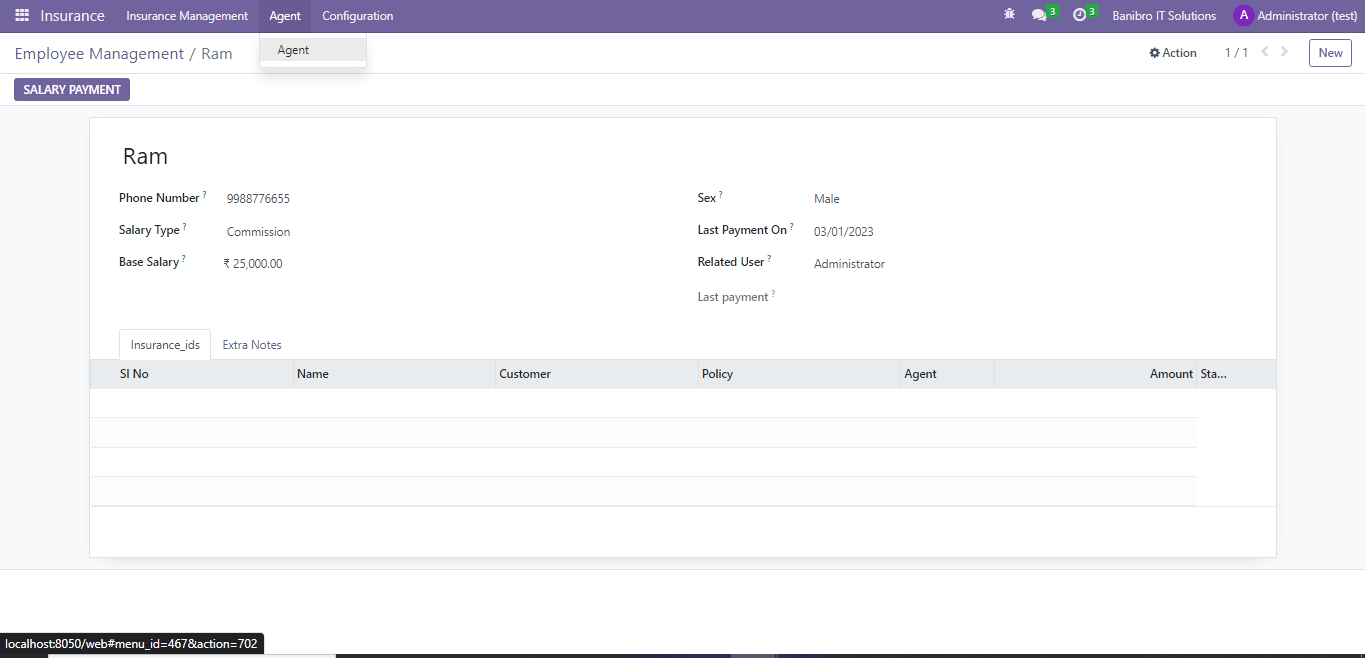 Insurance Insurance Management Agent Configuration 3 3 Banibro IT Solutions A Administrator (test)
Employee Management / Ram Agent Action 1 / 1 New
SALARY PAYMENT
Ram
Phone Number ? 9988776655 Sex ? Male
Salary Type ? Commission Last Payment On ? 03/01/2023
Base Salary ? ₹ 25,000.00 Related User ? Administrator
Last payment ?
Insurance_ids Extra Notes
Sl No Name Customer Policy Agent Amount Sta...
localhost:8050/web#menu_id=467&action=702